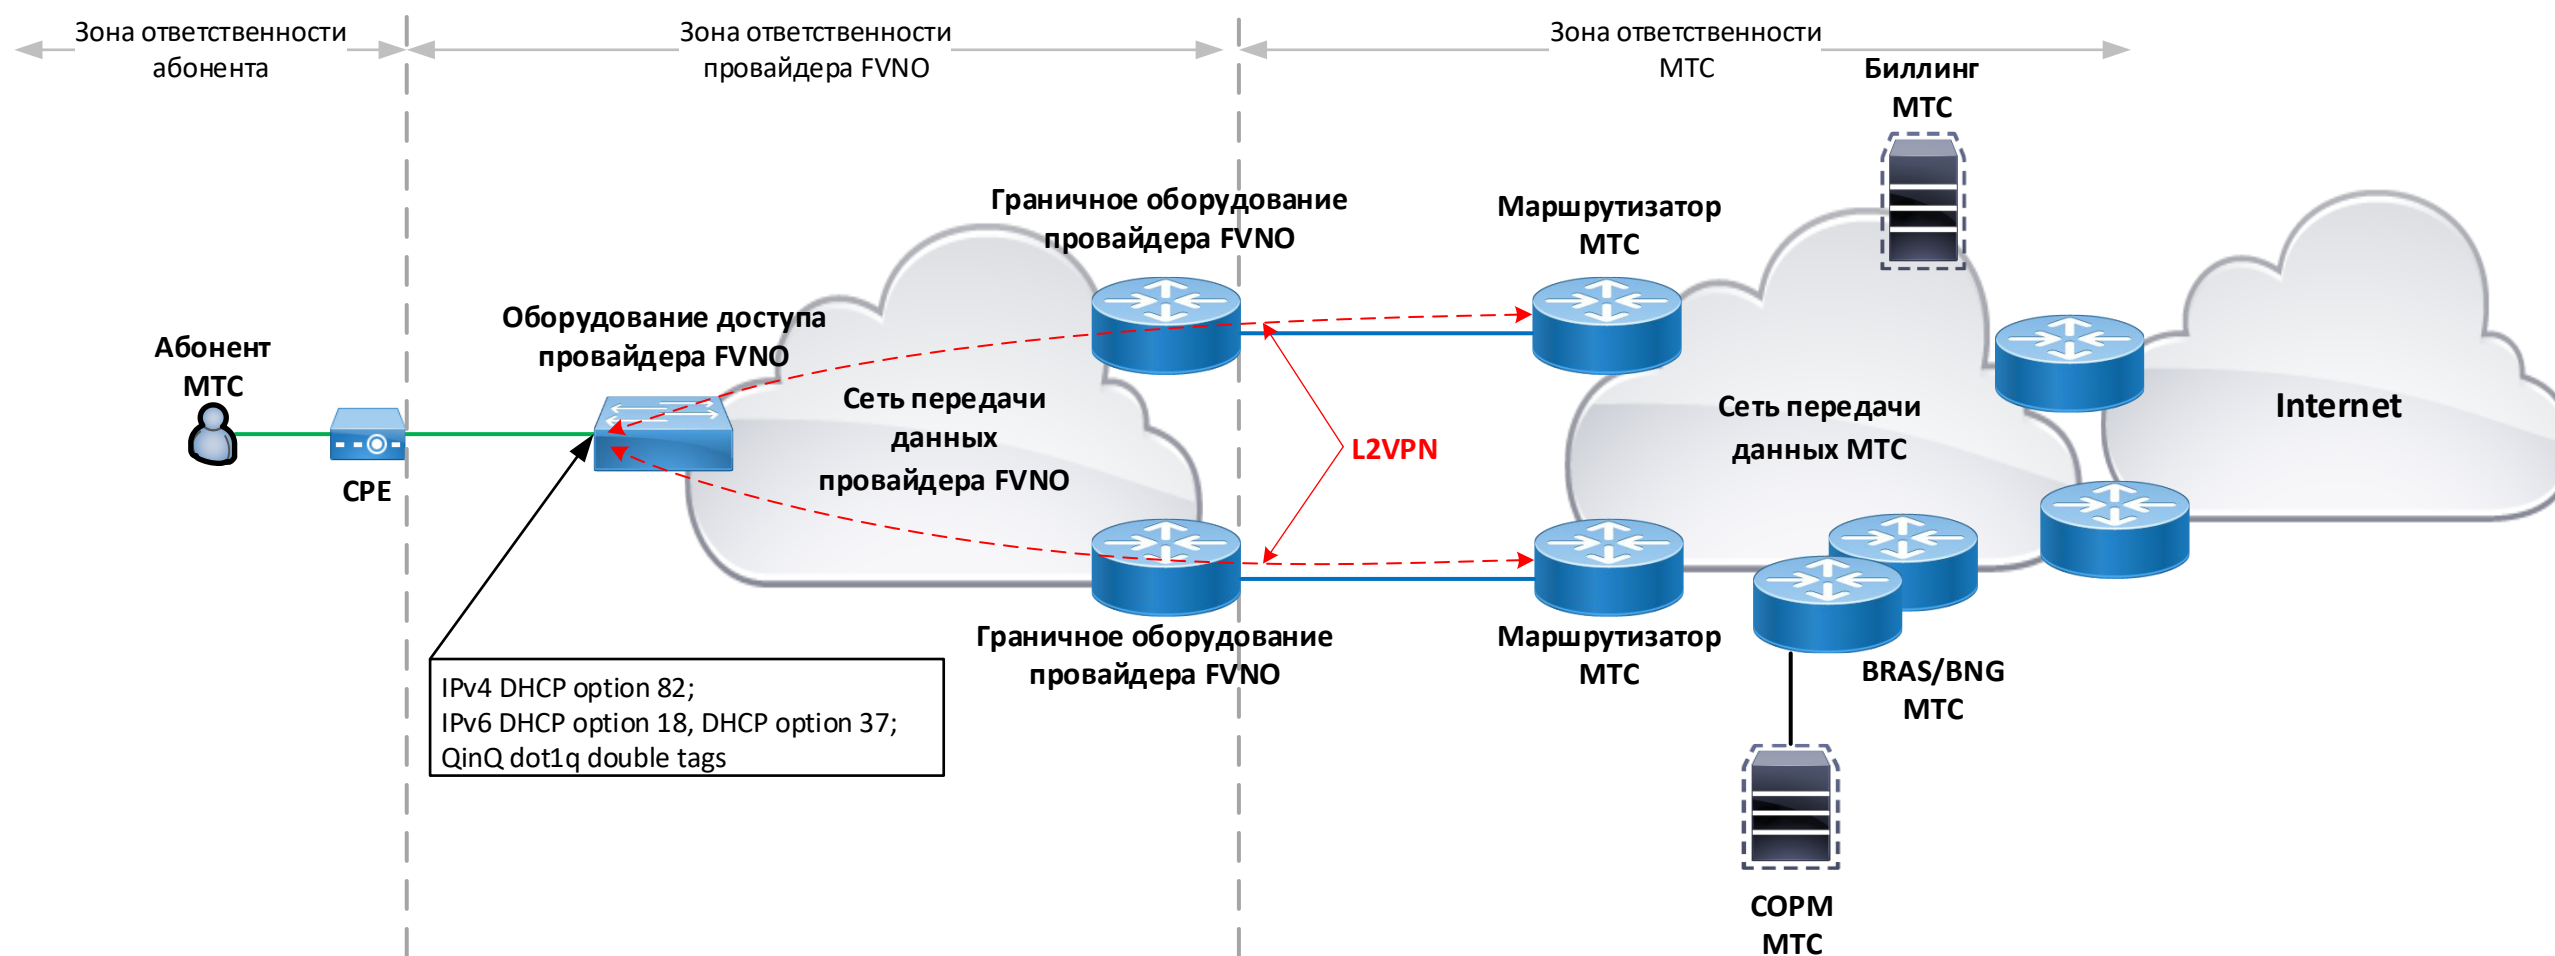 Зона ответственности
абонента
Зона ответственности
провайдера FVNO
Зона ответственности
МТС
Биллинг
МТС
Граничное оборудование
провайдера FVNO
Маршрутизатор
МТС
Оборудование доступа
провайдера FVNO
Абонент
МТС
CPE
Сеть передачи
данных
провайдера FVNO
L2VPN
Сеть передачи
данных МТС
Internet
Граничное оборудование
провайдера FVNO
Маршрутизатор
МТС
BRAS/BNG
МТС
IPv4 DHCP option 82;
IPv6 DHCP option 18, DHCP option 37;
QinQ dot1q double tags
СОРМ
МТС